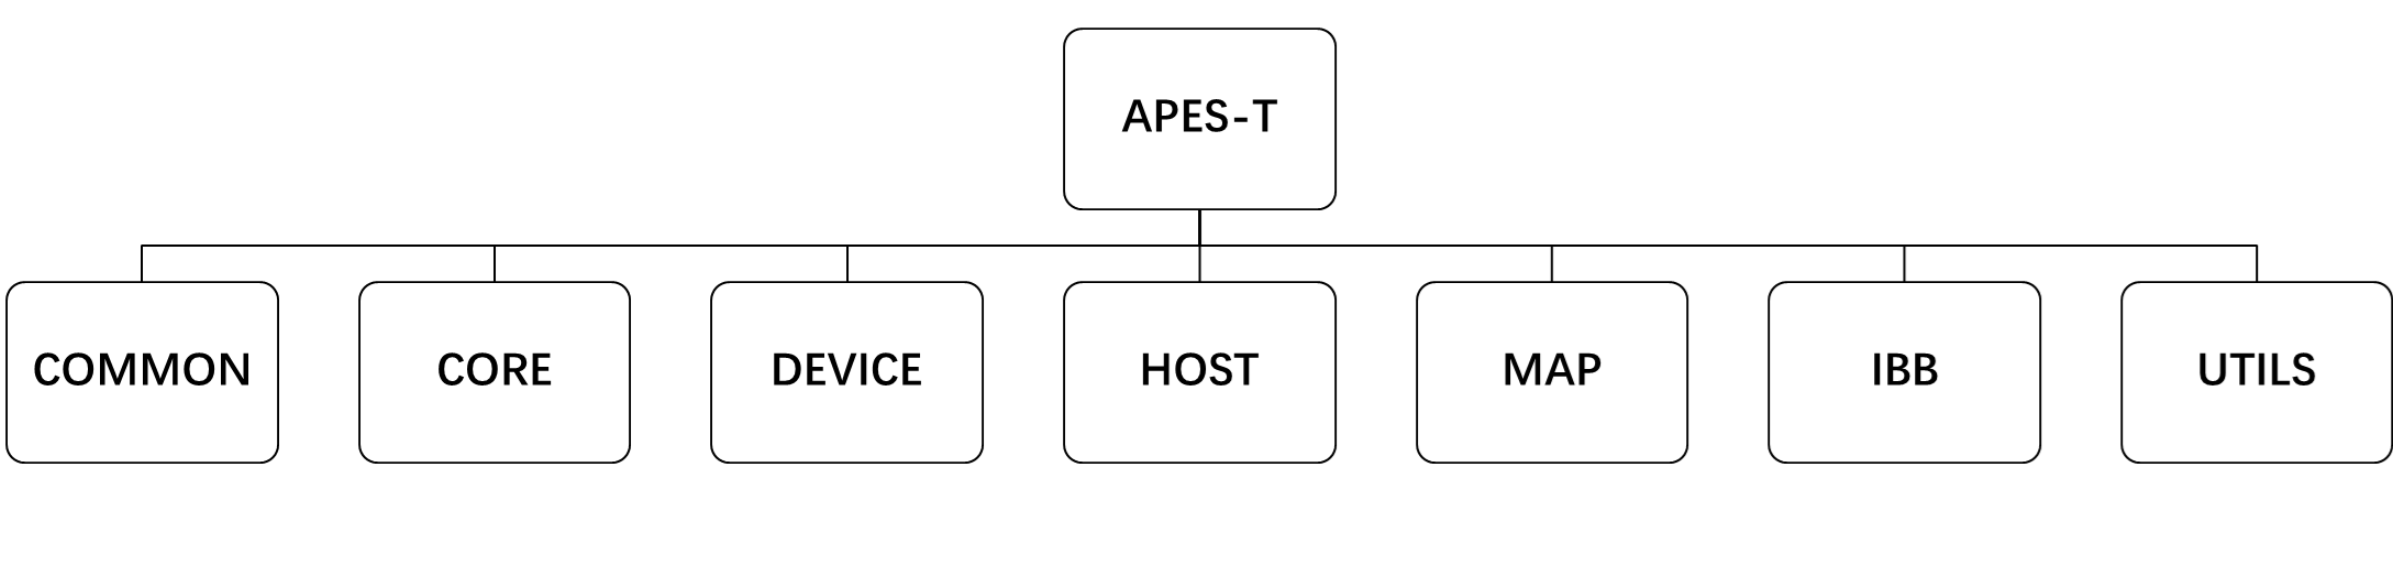 APES-T
COMMON
CORE
DEVICE
HOST
MAP
IBB
UTILS